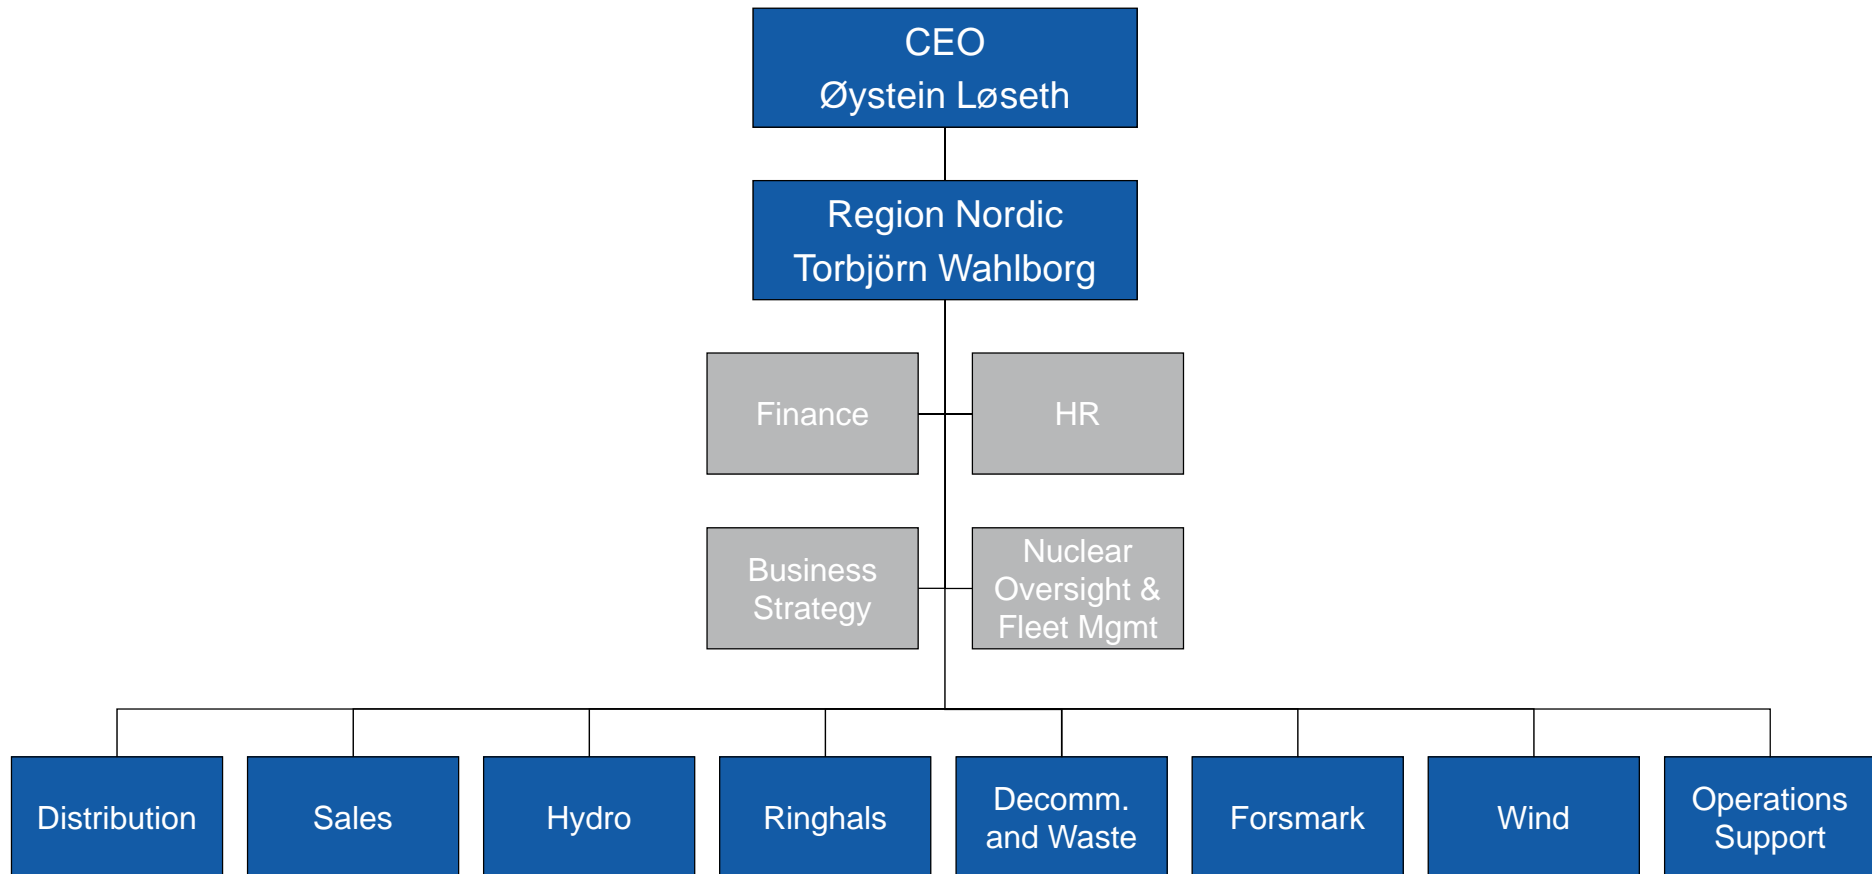 CEO
Øystein Løseth
Region Nordic
Torbjörn Wahlborg
Finance
HR
Business
Strategy
Nuclear
Oversight &
Fleet Mgmt
Distribution
Sales
Hydro
Ringhals
Decomm.
and Waste
Forsmark
Wind
Operations
Support